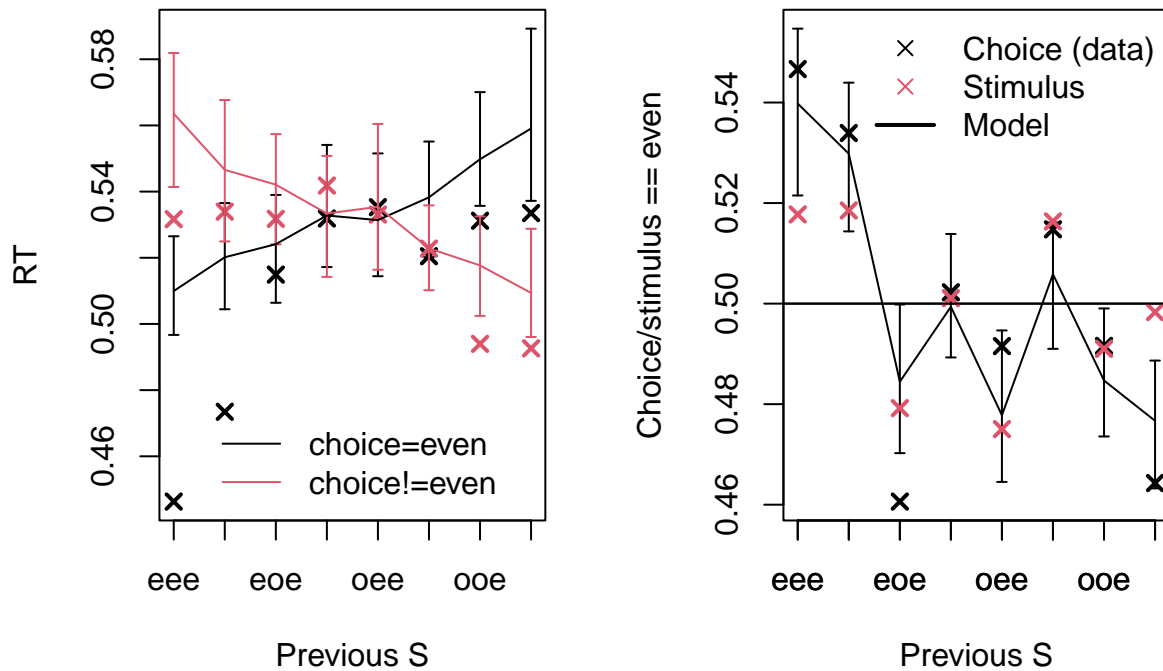 RT
0.58
0.54
0.50
0.46
choice=even
choice!=even
eee
eoe
oee
ooe
Previous S
Choice/stimulus == even
0.54
0.52
0.50
0.48
0.46
Choice (data)
Stimulus
Model
eee
eoe
oee
ooe
Previous S